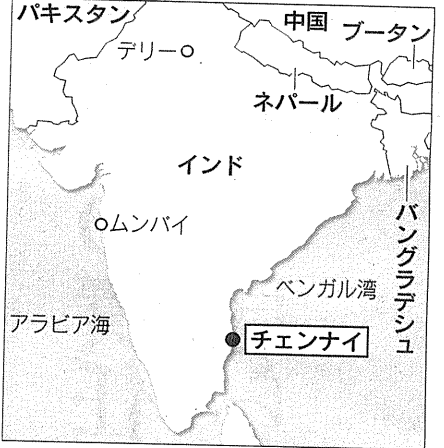 パキスタン
中国
ブータン
デリー
ネパール
インド
ムンバイ
バングラデシュ
ベンガル湾
アラビア海
チェンナイ